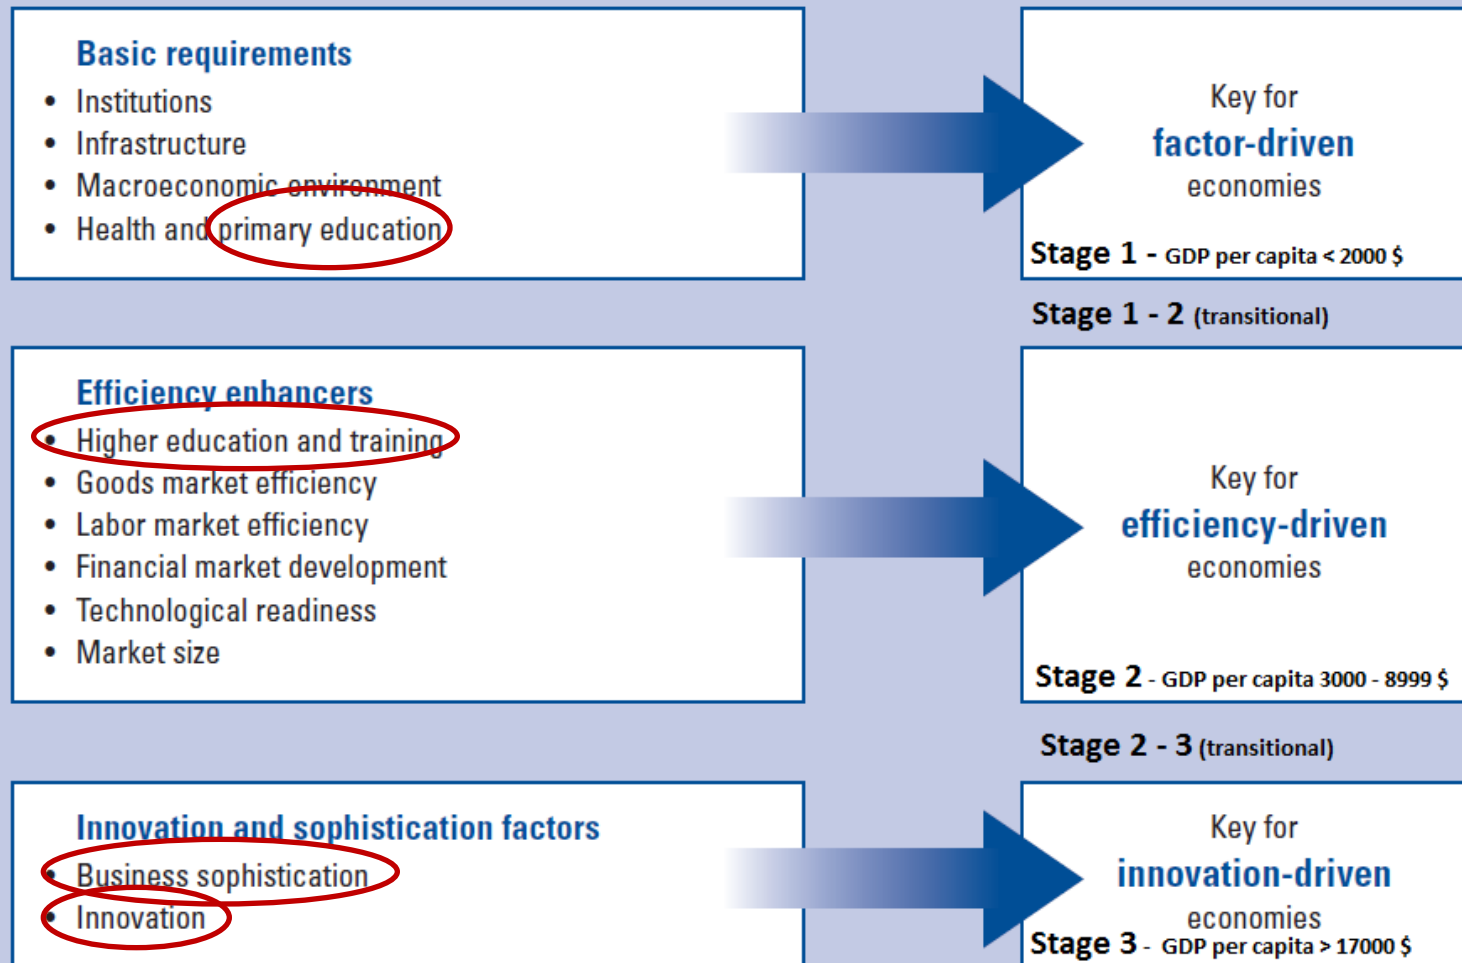 Basic requirements
• Institutions
• Infrastructure
• Macroeconomic environment
• Health and primary education
Key for
factor-driven
economies
Stage 1 - GDP per capita < 2000 $
Stage 1 - 2 (transitional)
Efficiency enhancers
• Higher education and training
• Goods market efficiency
• Labor market efficiency
• Financial market development
• Technological readiness
• Market size
Key for
efficiency-driven
economies
Stage 2 - GDP per capita 3000 - 8999 $
Stage 2 - 3 (transitional)
Innovation and sophistication factors
• Business sophistication
• Innovation
Key for
innovation-driven
economies
Stage 3 - GDP per capita > 17000 $